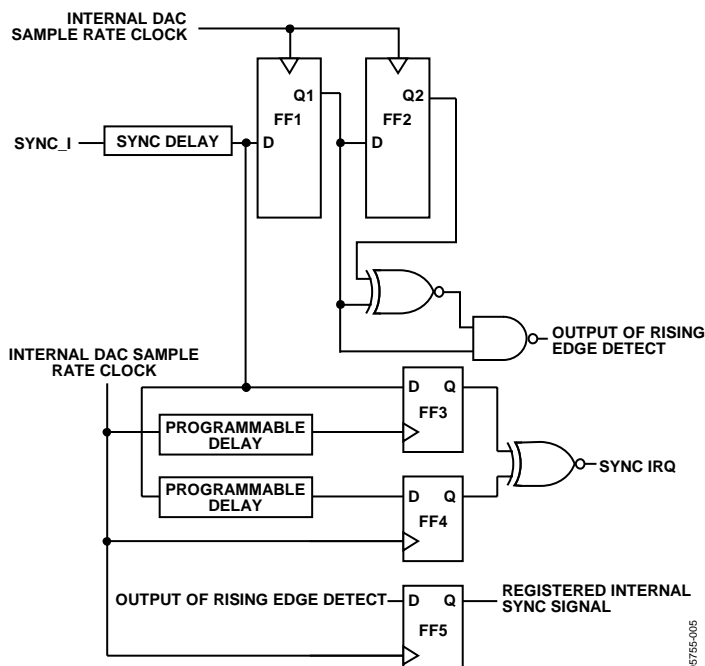 INTERNAL DAC
SAMPLE RATE CLOCK
Q1
FF1
Q2
FF2
SYNC_I
SYNC DELAY
D
D
OUTPUT OF RISING
EDGE DETECT
INTERNAL DAC SAMPLE
RATE CLOCK
D Q
FF3
PROGRAMMABLE
DELAY
SYNC IRQ
PROGRAMMABLE
DELAY
D Q
FF4
OUTPUT OF RISING EDGE DETECT
D Q
FF5
REGISTERED INTERNAL
SYNC SIGNAL